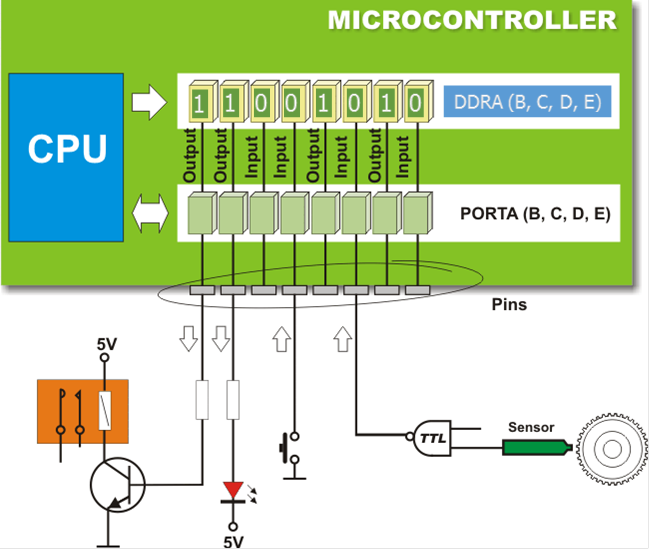 MICROCONTROLLER
CPU
1 1 0 0 1 0 1 0
DDRA (B, C, D, E)
Output
Output
Input
Input
Output
Input
Output
Input
PORTA (B, C, D, E)
Pins
5V
TTL
Sensor
5V